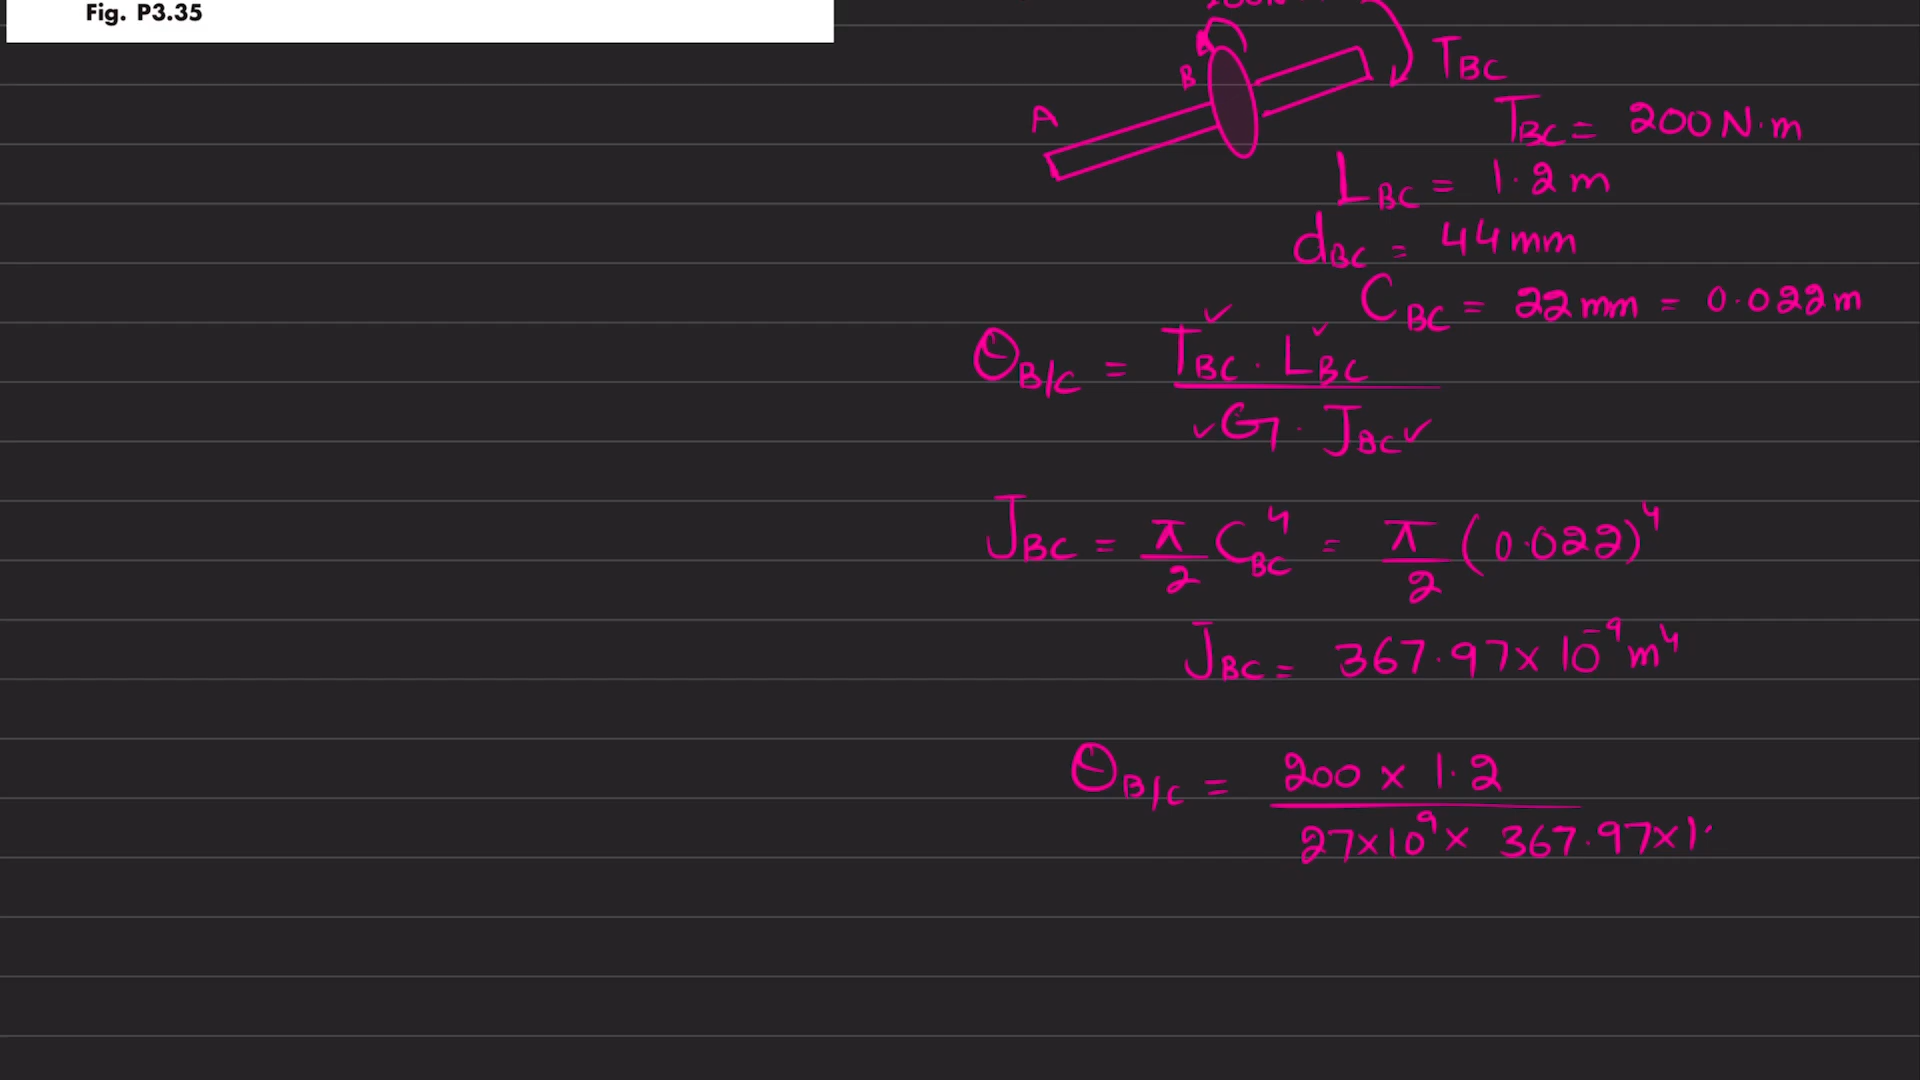 Fig. P3.35
T_BC
B
A
T_BC = 200 N·m
L_BC = 1.2 m
d_BC = 44 mm
C_BC = 22 mm = 0.022 m
Θ_B/C = T_BC · L_BC / G · J_BC
J_BC = π/2 C_BC^4 = π/2 (0.022)^4
J_BC = 367.97 × 10^-9 m^4
Θ_B/C = 200 × 1.2 / 27×10^9 × 367.97×1